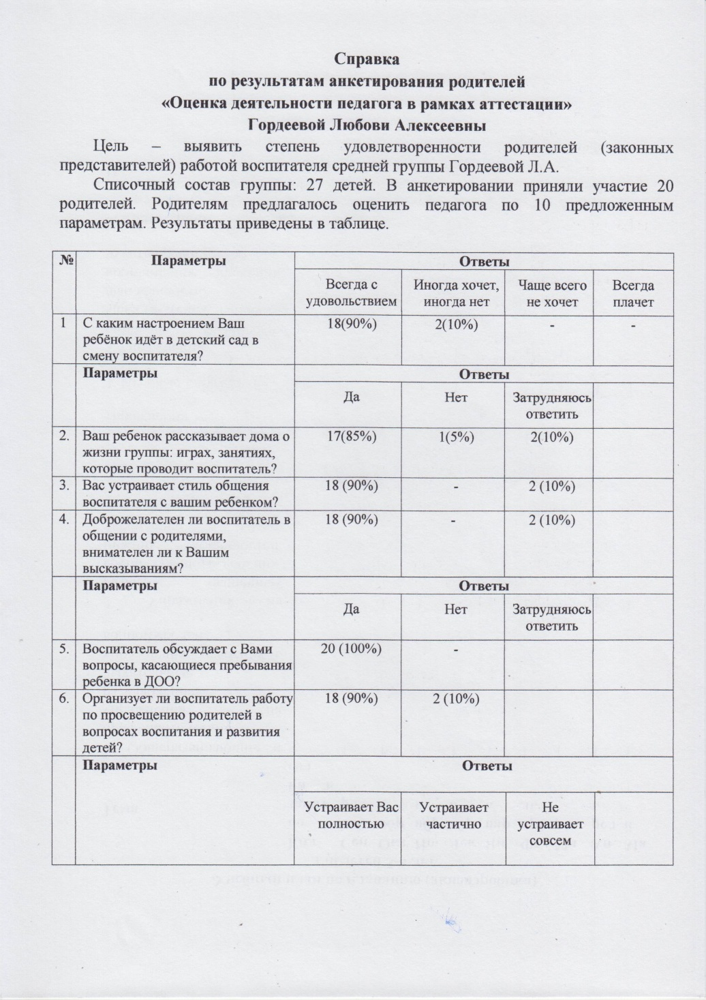 Справка
по результатам анкетирования родителей
«Оценка деятельности педагога в рамках аттестации»
Гордеевой Любови Алексеевны
Цель – выявить степень удовлетворенности родителей (законных
представителей) работой воспитателя средней группы Гордеевой Л.А.
Списочный состав группы: 27 детей. В анкетировании приняли участие 20
родителей. Родителям предлагалось оценить педагога по 10 предложенным
параметрам. Результаты приведены в таблице.
№ Параметры Ответы
Всегда с Иногда хочет, Чаще всего Всегда
удовольствием иногда нет не хочет плачет
1 С каким настроением Ваш 18(90%) 2(10%) - -
ребёнок идёт в детский сад в
смену воспитателя?
Параметры Ответы
Да Нет Затрудняюсь
ответить
2. Ваш ребенок рассказывает дома о 17(85%) 1(5%) 2(10%)
жизни группы: играх, занятиях,
которые проводит воспитатель?
3. Вас устраивает стиль общения 18 (90%) - 2 (10%)
воспитателя с вашим ребенком?
4. Доброжелателен ли воспитатель в 18 (90%) - 2 (10%)
общении с родителями,
внимателен ли к Вашим
высказываниям?
Параметры Ответы
Да Нет Затрудняюсь
ответить
5. Воспитатель обсуждает с Вами 20 (100%) -
вопросы, касающиеся пребывания
ребенка в ДОО?
6. Организует ли воспитатель работу 18 (90%) 2 (10%)
по просвещению родителей в
вопросах воспитания и развития
детей?
Параметры Ответы
Устраивает Вас Устраивает Не
полностью частично устраивает
совсем